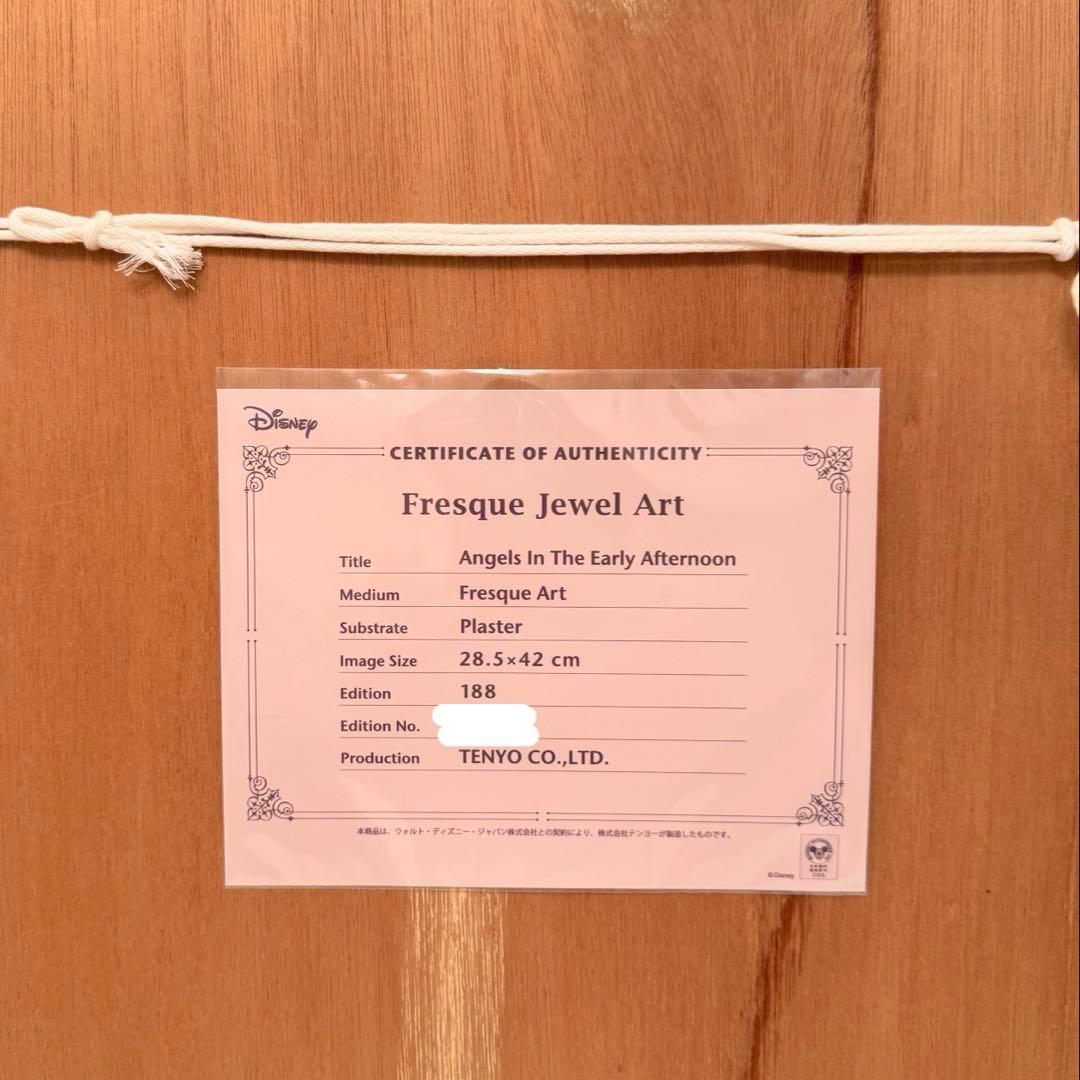 Disney
CERTIFICATE OF AUTHENTICITY
Fresque Jewel Art
Title Angels In The Early Afternoon
Medium Fresque Art
Substrate Plaster
Image Size 28.5×42 cm
Edition 188
Edition No.
Production TENYO CO.,LTD.
本商品は、ウォルト・ディズニー・ジャパン株式会社との契約により、株式会社テンヨーが製造したものです。
©Disney